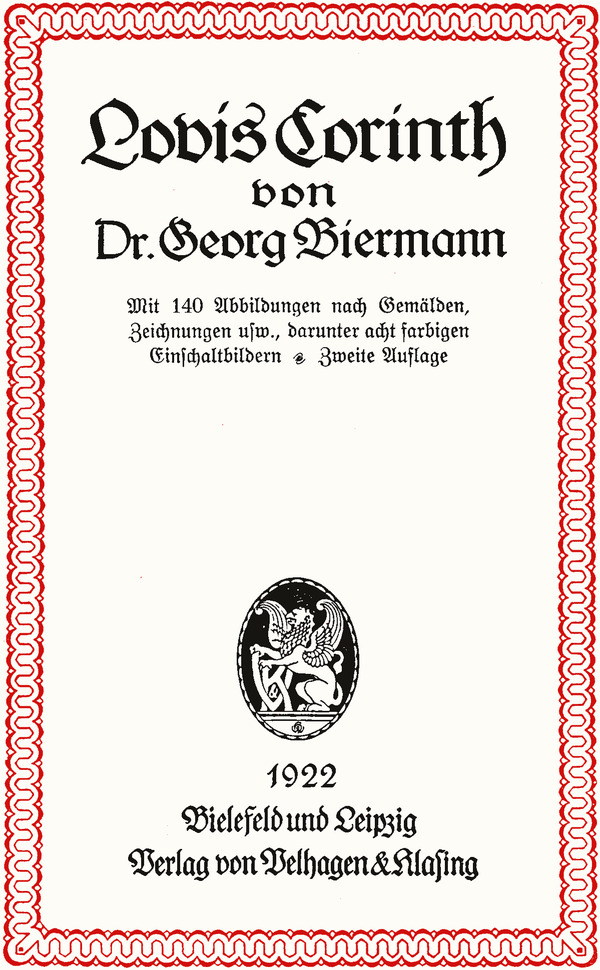 Lovis Corinth
von
Dr. Georg Biermann
Mit 140 Abbildungen nach Gemälden,
Zeichnungen usw., darunter acht farbigen
Einschaltbildern Zweite Auflage
V & K
1922
Bielefeld und Leipzig
Verlag von Velhagen & Klasing